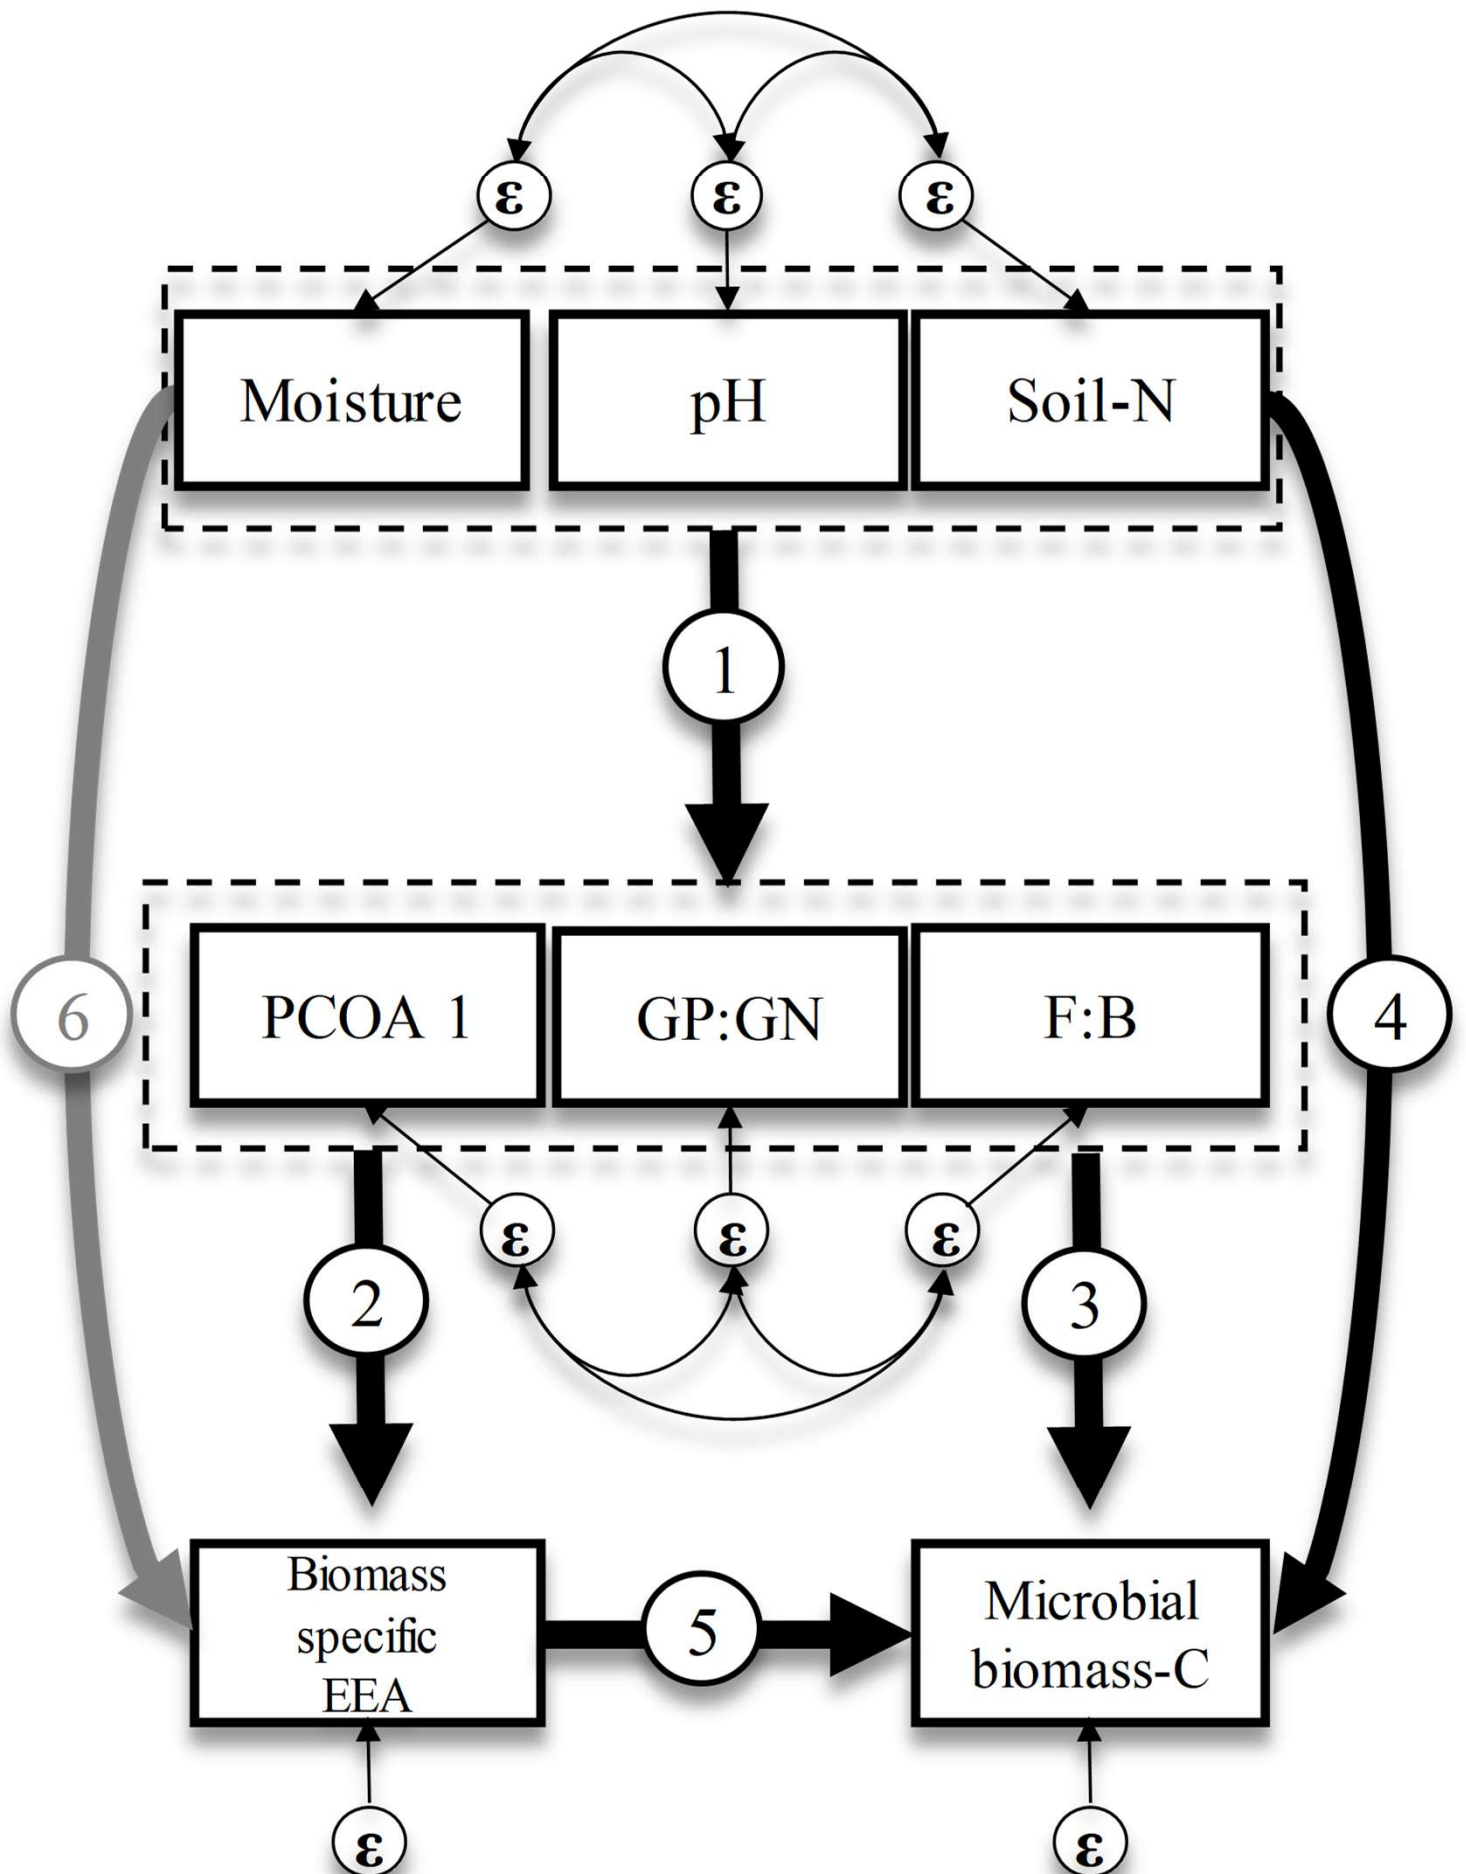 ε ε ε
Moisture pH Soil-N
1
PCOA 1 GP:GN F:B
6 4
ε ε ε
2 3
Biomass
specific
EEA
5
Microbial
biomass-C
ε ε